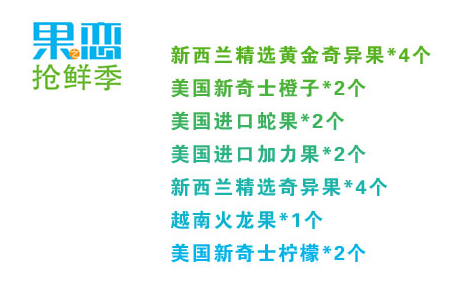 果之恋
抢鲜季
新西兰精选黄金奇异果*4个
美国新奇士橙子*2个
美国进口蛇果*2个
美国进口加力果*2个
新西兰精选奇异果*4个
越南火龙果*1个
美国新奇士柠檬*2个